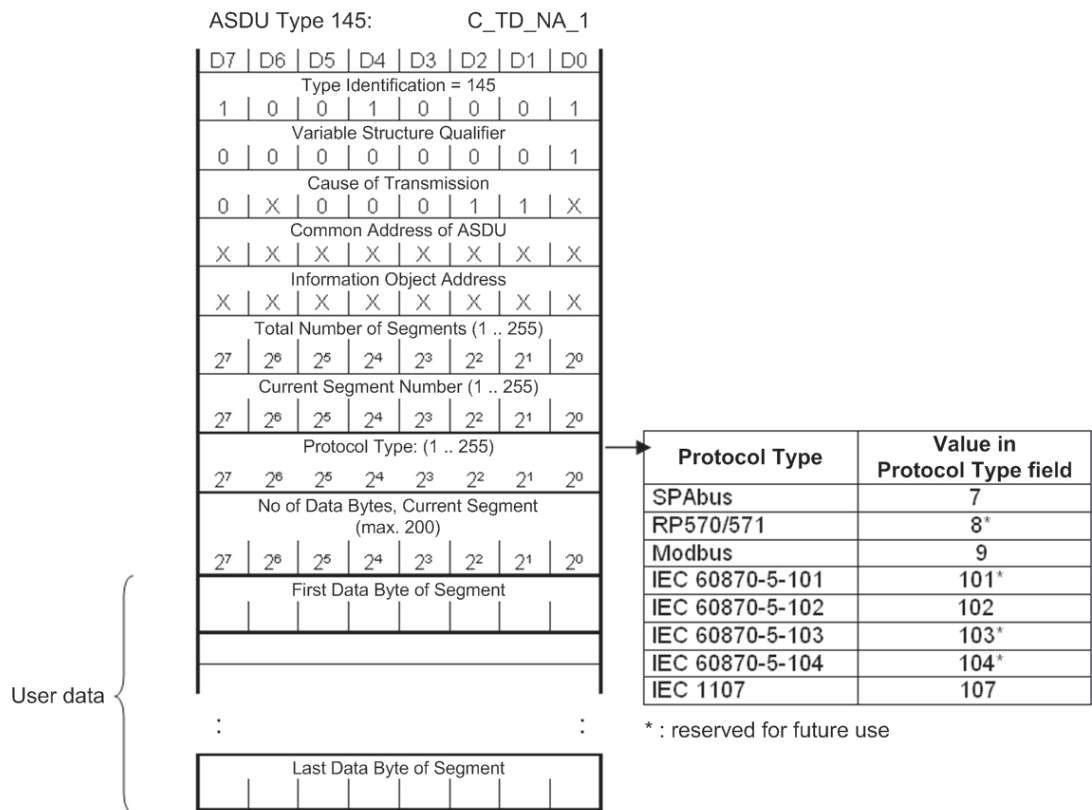 ASDU Type 145: C_TD_NA_1
D7 D6 D5 D4 D3 D2 D1 D0
Type Identification = 145
1 0 0 1 0 0 0 1
Variable Structure Qualifier
0 0 0 0 0 0 0 1
Cause of Transmission
0 X 0 0 0 1 1 X
Common Address of ASDU
X X X X X X X X
Information Object Address
X X X X X X X X
Total Number of Segments (1 .. 255)
2⁷ 2⁶ 2⁵ 2⁴ 2³ 2² 2¹ 2⁰
Current Segment Number (1 .. 255)
2⁷ 2⁶ 2⁵ 2⁴ 2³ 2² 2¹ 2⁰
Protocol Type: (1 .. 255)
2⁷ 2⁶ 2⁵ 2⁴ 2³ 2² 2¹ 2⁰
No of Data Bytes, Current Segment
(max. 200)
2⁷ 2⁶ 2⁵ 2⁴ 2³ 2² 2¹ 2⁰
First Data Byte of Segment
User data
: :
Last Data Byte of Segment
Protocol Type Value in
Protocol Type field
SPAbus 7
RP570/571 8*
Modbus 9
IEC 60870-5-101 101*
IEC 60870-5-102 102
IEC 60870-5-103 103*
IEC 60870-5-104 104*
IEC 1107 107
* : reserved for future use